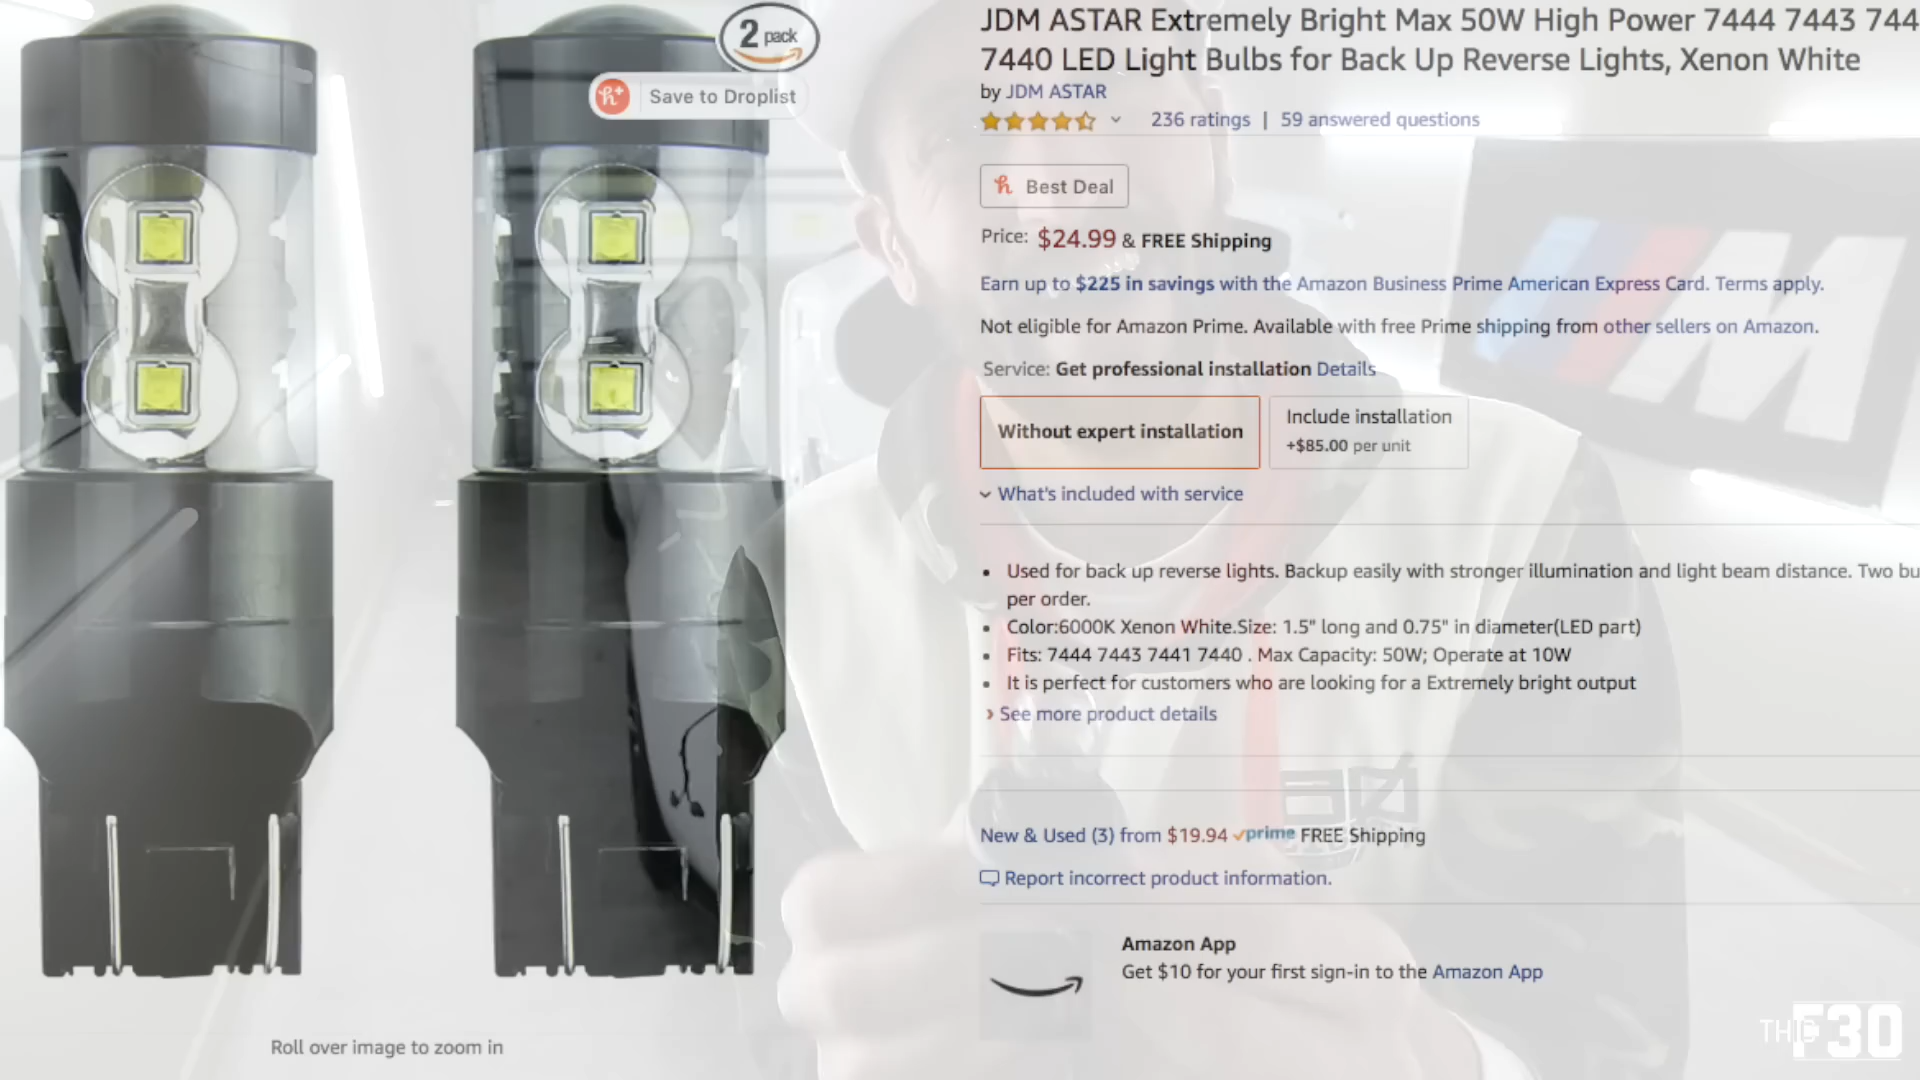 2 pack
Save to Droplist
Roll over image to zoom in
JDM ASTAR Extremely Bright Max 50W High Power 7444 7443 744
7440 LED Light Bulbs for Back Up Reverse Lights, Xenon White
by JDM ASTAR
236 ratings | 59 answered questions
Best Deal
Price: $24.99 & FREE Shipping
Earn up to $225 in savings with the Amazon Business Prime American Express Card. Terms apply.
Not eligible for Amazon Prime. Available with free Prime shipping from other sellers on Amazon.
Service: Get professional installation Details
Without expert installation
Include installation
+$85.00 per unit
What's included with service
• Used for back up reverse lights. Backup easily with stronger illumination and light beam distance. Two bu
per order.
• Color:6000K Xenon White.Size: 1.5" long and 0.75" in diameter(LED part)
• Fits: 7444 7443 7441 7440 . Max Capacity: 50W; Operate at 10W
• It is perfect for customers who are looking for a Extremely bright output
› See more product details
New & Used (3) from $19.94 prime FREE Shipping
Report incorrect product information.
Amazon App
Get $10 for your first sign-in to the Amazon App
M
F30